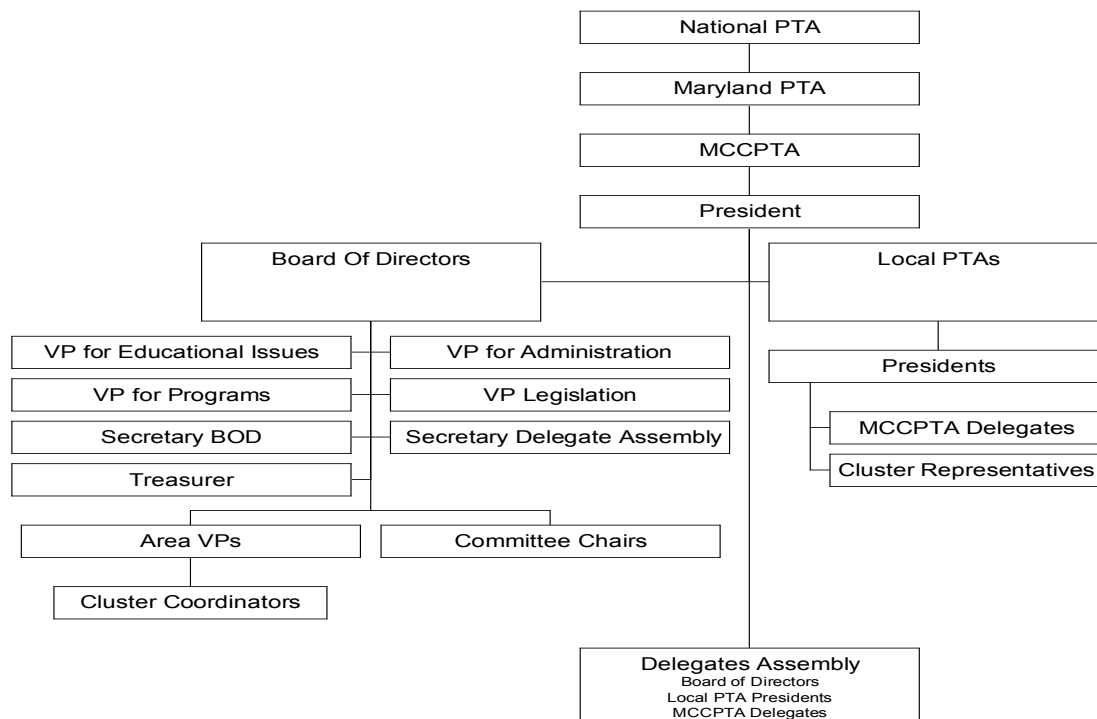 National PTA
Maryland PTA
MCCPTA
President
Board Of Directors
Local PTAs
VP for Educational Issues
VP for Administration
VP for Programs
VP Legislation
Secretary BOD
Secretary Delegate Assembly
Treasurer
Area VPs
Committee Chairs
Cluster Coordinators
Presidents
MCCPTA Delegates
Cluster Representatives
Delegates Assembly
Board of Directors
Local PTA Presidents
MCCPTA Delegates